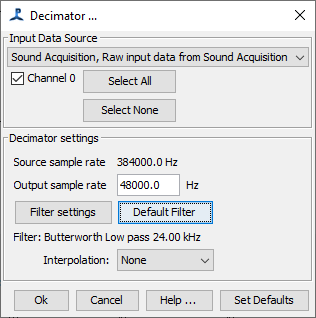 Decimator ...
Input Data Source
Sound Acquisition, Raw input data from Sound Acquisition
Channel 0
Select All
Select None
Decimator settings
Source sample rate 384000.0 Hz
Output sample rate 48000.0 Hz
Filter settings Default Filter
Filter: Butterworth Low pass 24.00 kHz
Interpolation: None
Ok Cancel Help ... Set Defaults